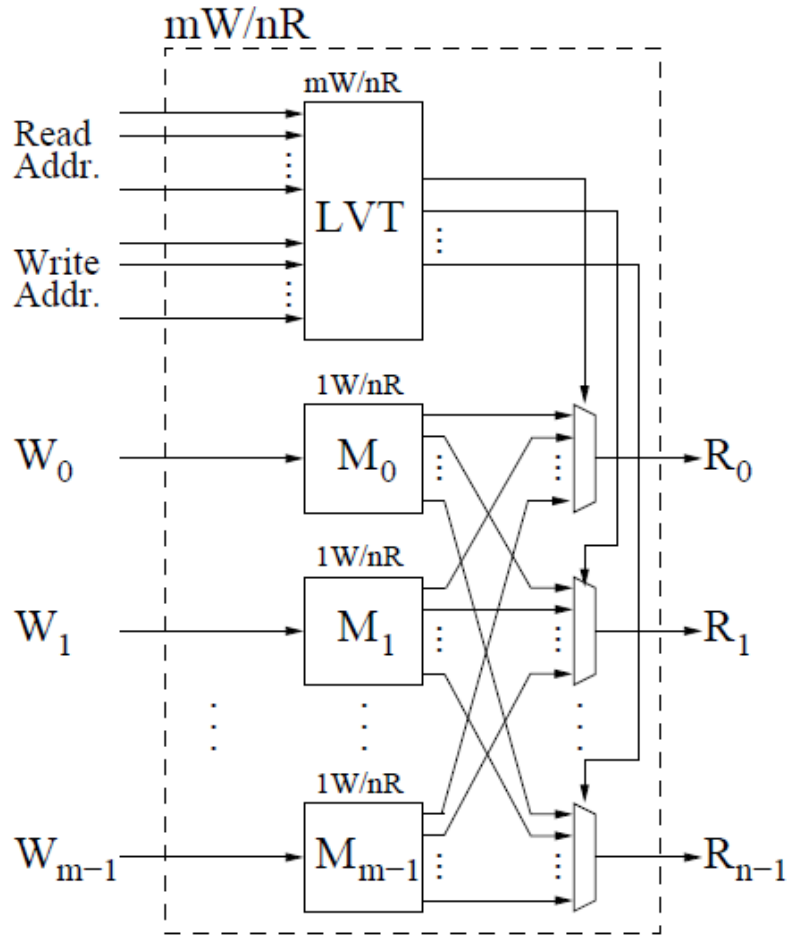 mW/nR
mW/nR
Read
Addr.
LVT
Write
Addr.
1W/nR
W₀
M₀
R₀
1W/nR
W₁
M₁
R₁
1W/nR
Wₘ₋₁
Mₘ₋₁
Rₙ₋₁